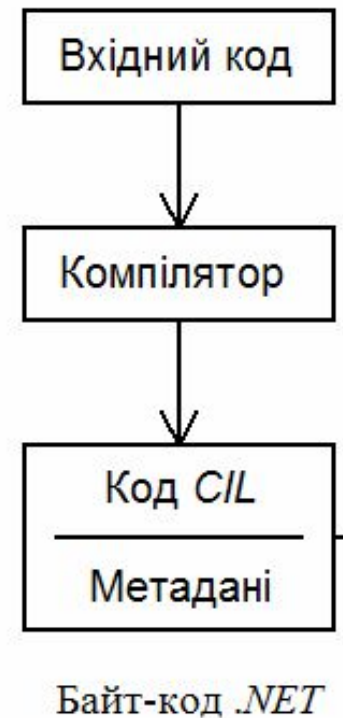 Вхідний код
Компілятор
Код CIL
Метадані
Байт-код .NET